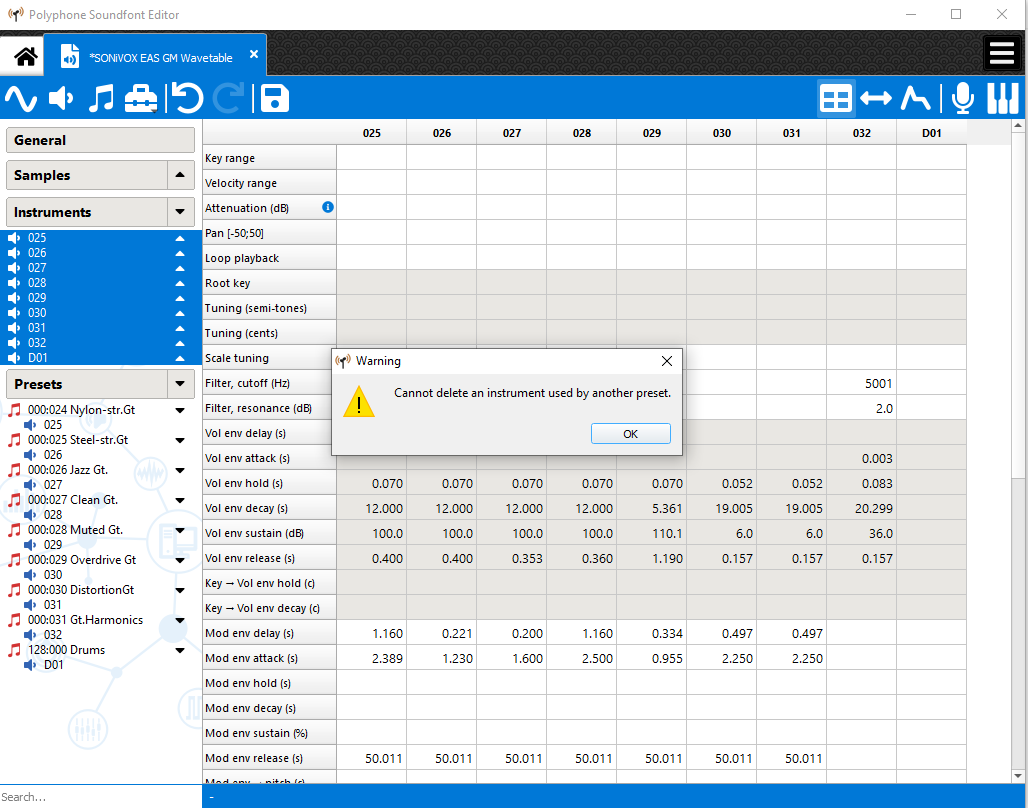 Polyphone Soundfont Editor
*SONiVOX EAS GM Wavetable
General
Samples
Instruments
025
026
027
028
029
030
031
032
D01
Presets
000:024 Nylon-str.Gt
025
000:025 Steel-str.Gt
026
000:026 Jazz Gt.
027
000:027 Clean Gt.
028
000:028 Muted Gt.
029
000:029 Overdrive Gt
030
000:030 DistortionGt
031
000:031 Gt.Harmonics
032
128:000 Drums
D01
Search...
025 026 027 028 029 030 031 032 D01
Key range
Velocity range
Attenuation (dB)
Pan [-50;50]
Loop playback
Root key
Tuning (semi-tones)
Tuning (cents)
Scale tuning
Filter, cutoff (Hz) 5001
Filter, resonance (dB) 2.0
Vol env delay (s)
Vol env attack (s) 0.003
Vol env hold (s) 0.070 0.070 0.070 0.070 0.070 0.052 0.052 0.083
Vol env decay (s) 12.000 12.000 12.000 12.000 5.361 19.005 19.005 20.299
Vol env sustain (dB) 100.0 100.0 100.0 100.0 110.1 6.0 6.0 36.0
Vol env release (s) 0.400 0.400 0.353 0.360 1.190 0.157 0.157 0.157
Key → Vol env hold (c)
Key → Vol env decay (c)
Mod env delay (s) 1.160 0.221 0.200 1.160 0.334 0.497 0.497
Mod env attack (s) 2.389 1.230 1.600 2.500 0.955 2.250 2.250
Mod env hold (s)
Mod env decay (s)
Mod env sustain (%)
Mod env release (s) 50.011 50.011 50.011 50.011 50.011 50.011 50.011
Mod env → pitch (c)
-
Warning
Cannot delete an instrument used by another preset.
OK